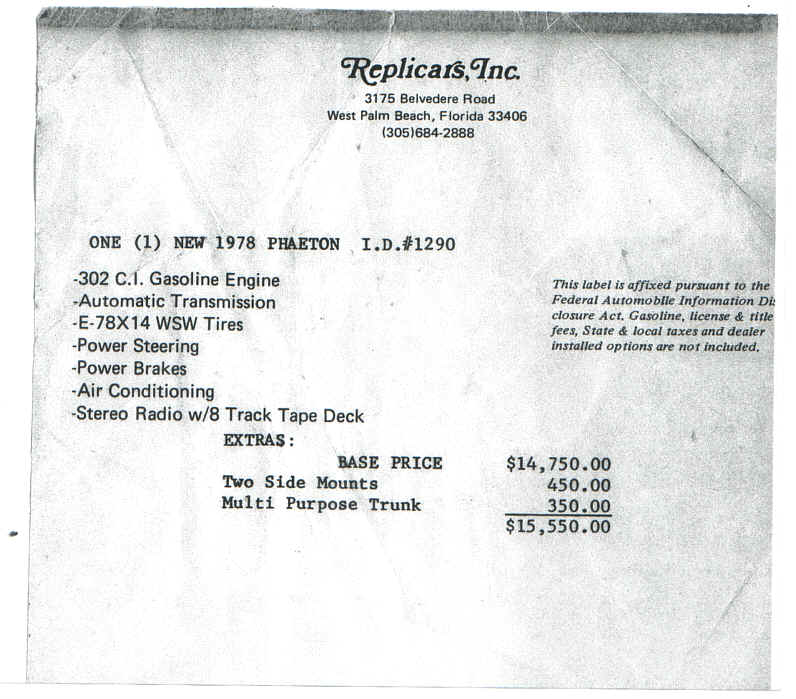 Replicars, Inc.
3175 Belvedere Road
West Palm Beach, Florida 33406
(305)684-2888
ONE (1) NEW 1978 PHAETON I.D.#1290
-302 C.I. Gasoline Engine
-Automatic Transmission
-E-78X14 WSW Tires
-Power Steering
-Power Brakes
-Air Conditioning
-Stereo Radio w/8 Track Tape Deck
This label is affixed pursuant to the
Federal Automobile Information Dis
closure Act. Gasoline, license & title
fees, State & local taxes and dealer
installed options are not included.
EXTRAS:
BASE PRICE $14,750.00
Two Side Mounts 450.00
Multi Purpose Trunk 350.00
$15,550.00